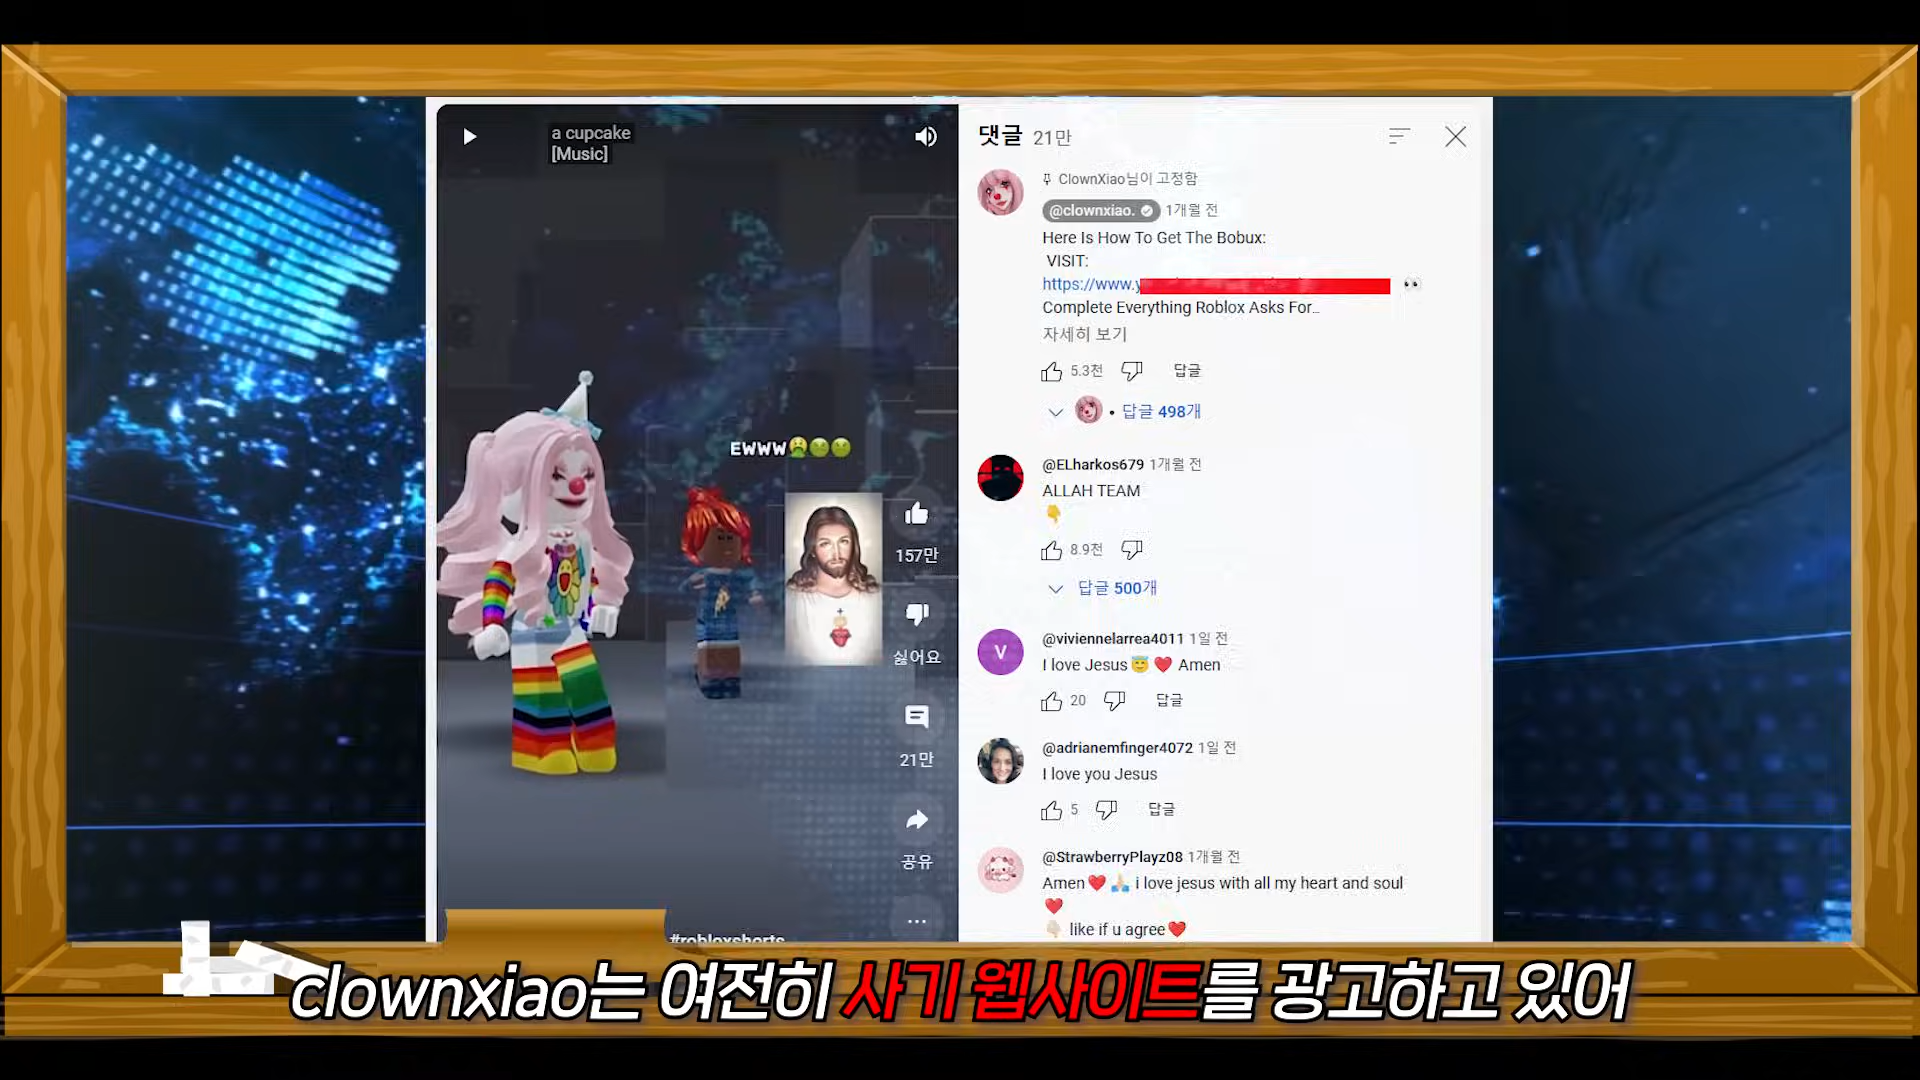 a cupcake
[Music]
EWWW🤮🤢🤢
157만
싫어요
21만
공유
#robloxshorts
댓글 21만
ClownXiao님이 고정함
@clownxiao. 1개월 전
Here Is How To Get The Bobux:
VISIT:
https://www.y 👀
Complete Everything Roblox Asks For…
자세히 보기
5.3천 답글
• 답글 498개
@ELharkos679 1개월 전
ALLAH TEAM
👇
8.9천
답글 500개
V
@viviennelarrea4011 1일 전
I love Jesus😇❤️ Amen
20 답글
@adrianemfinger4072 1일 전
I love you Jesus
5 답글
@StrawberryPlayz08 1개월 전
Amen❤️🙏🏻 i love jesus with all my heart and soul
❤️
👇🏻 like if u agree❤️
clownxiao는 여전히 사기 웹사이트를 광고하고 있어